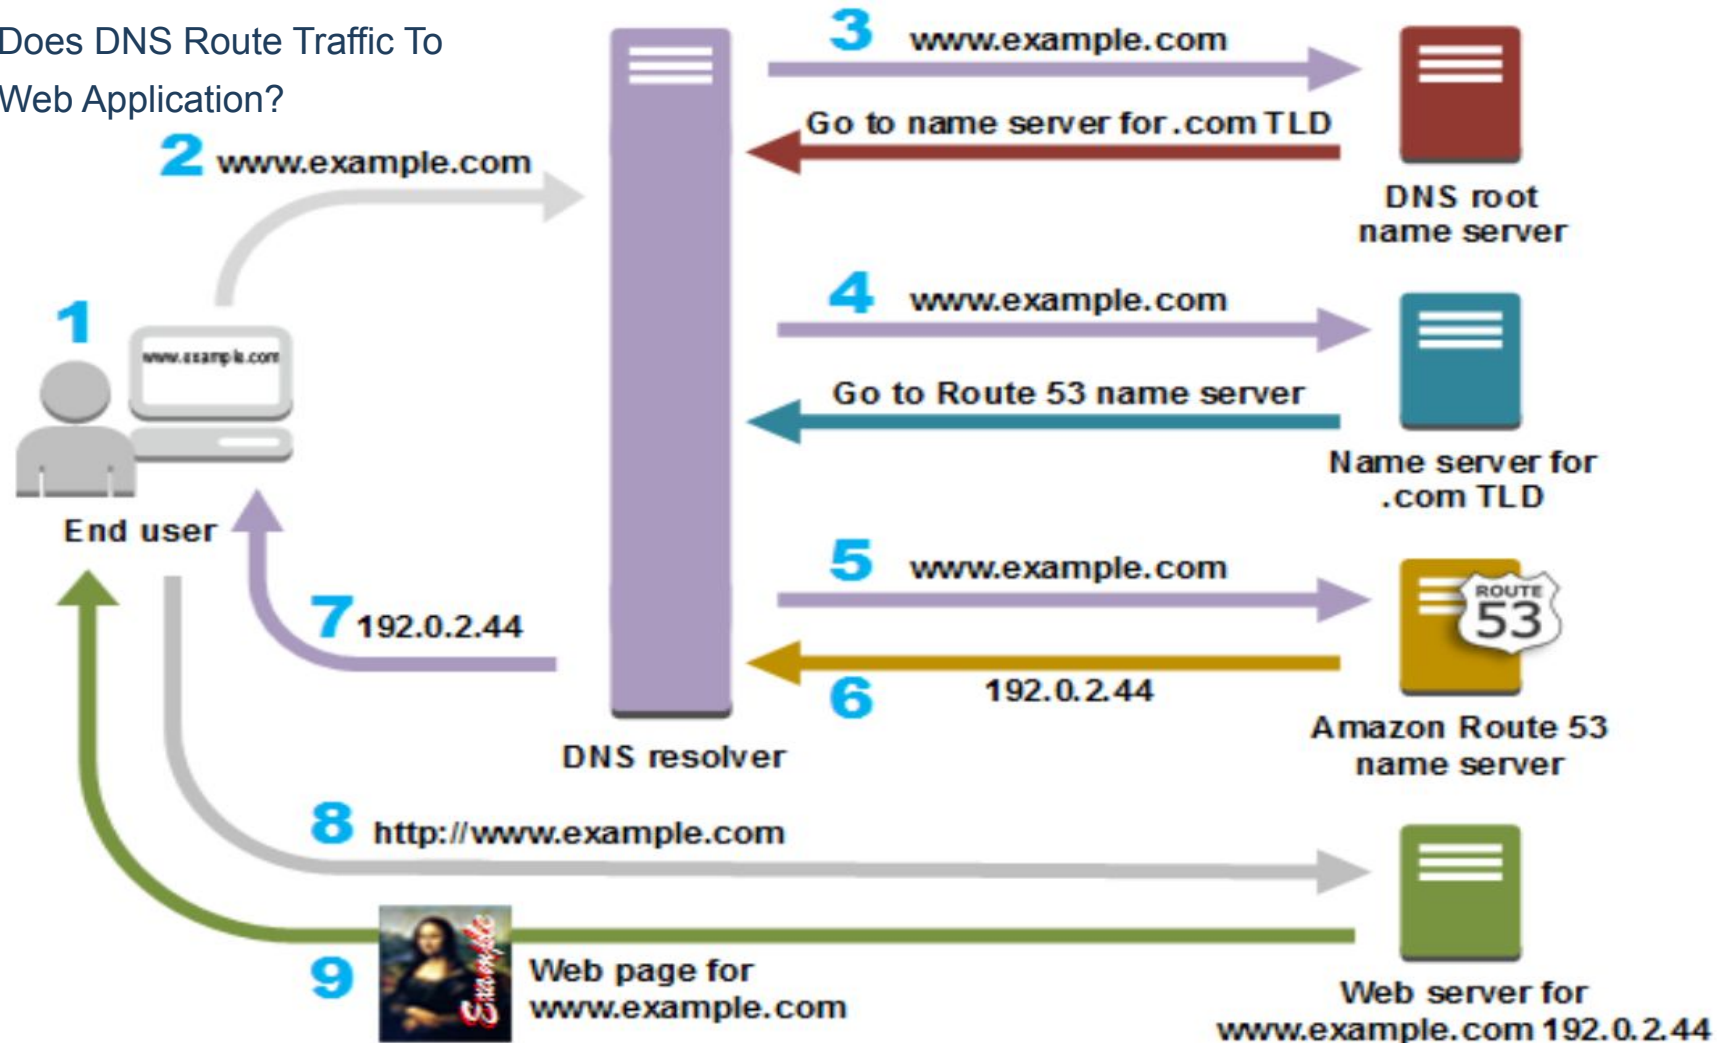 Does DNS Route Traffic To
Web Application?
1
www.example.com
End user
2 www.example.com
DNS resolver
3 www.example.com
Go to name server for .com TLD
DNS root
name server
4 www.example.com
Go to Route 53 name server
Name server for
.com TLD
5 www.example.com
ROUTE
53
6 192.0.2.44
Amazon Route 53
name server
7 192.0.2.44
8 http://www.example.com
9
Example
Web page for
www.example.com
Web server for
www.example.com 192.0.2.44